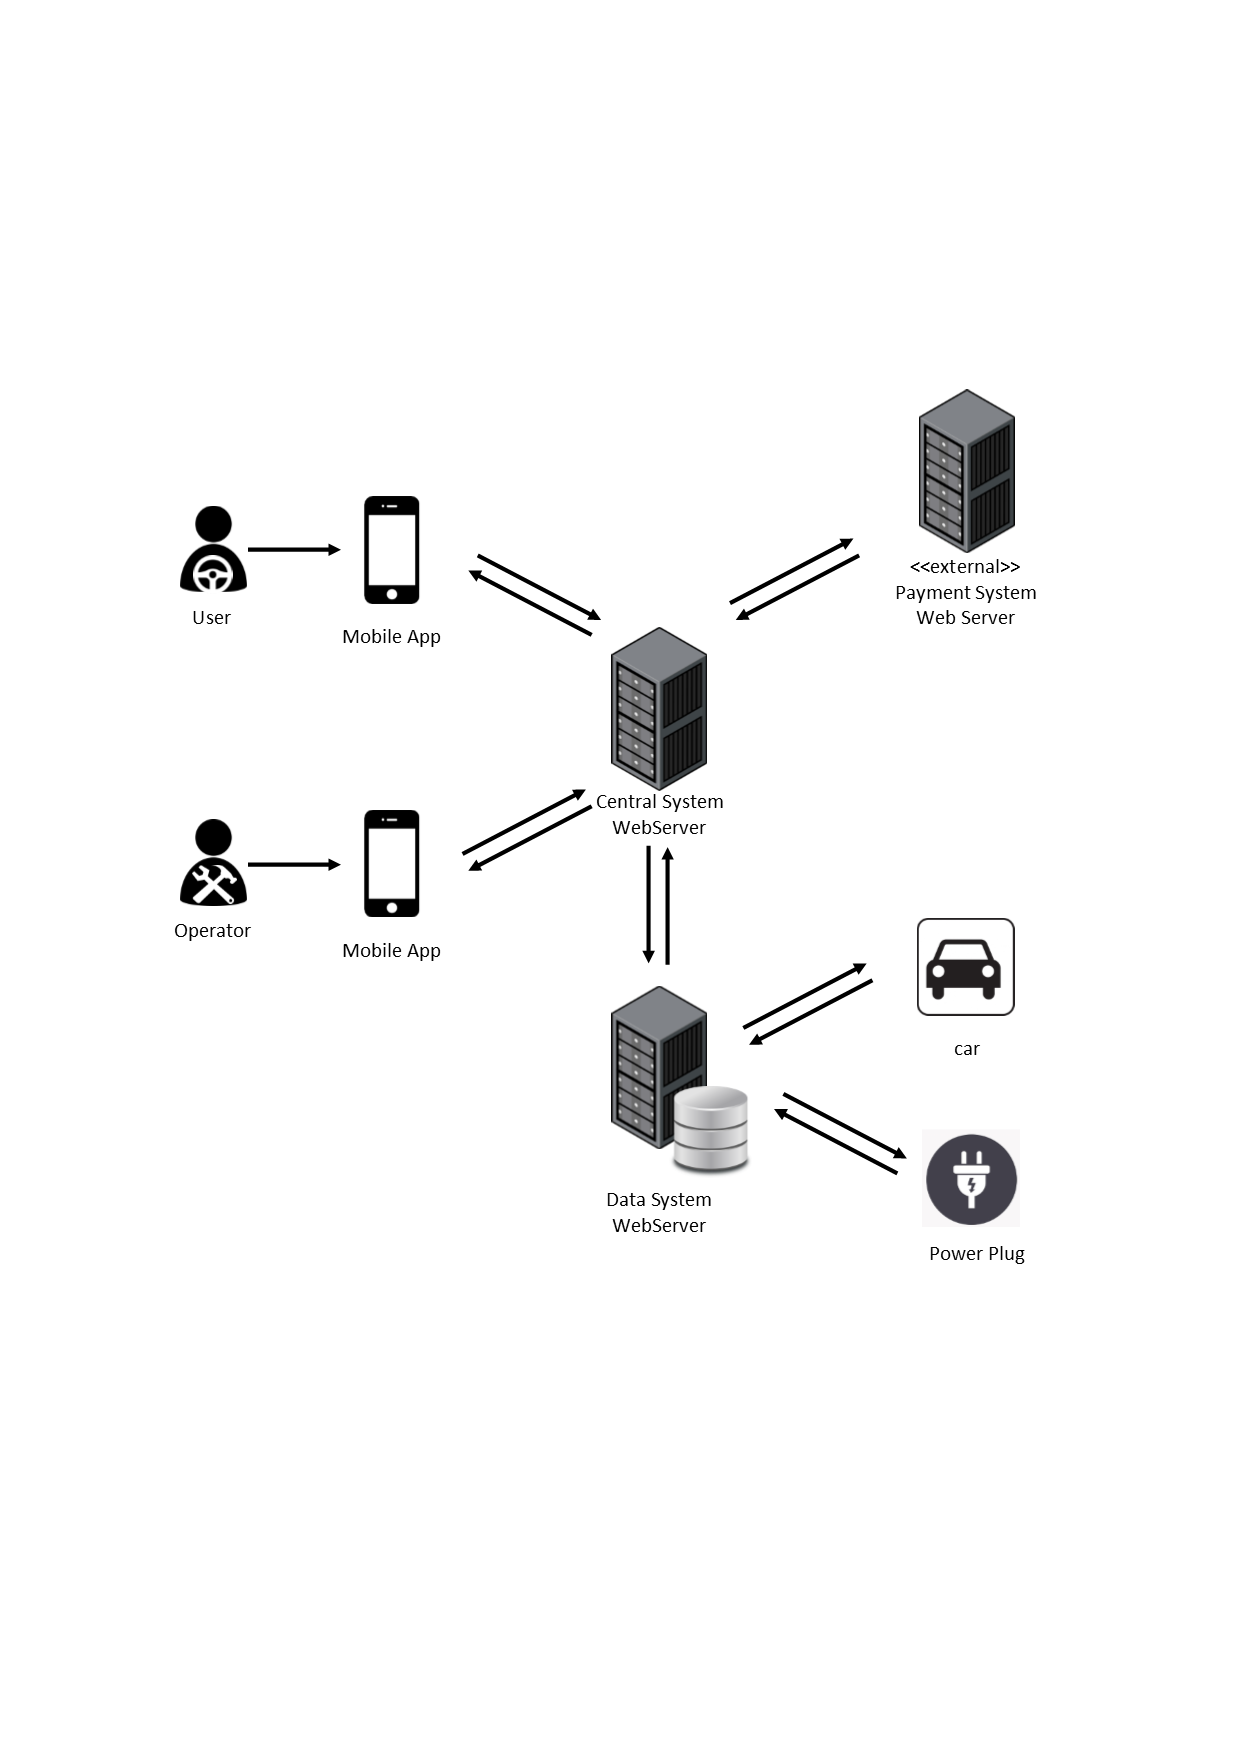 <<external>>
Payment System
Web Server
User
Mobile App
Central System
WebServer
Operator
Mobile App
car
Data System
WebServer
Power Plug